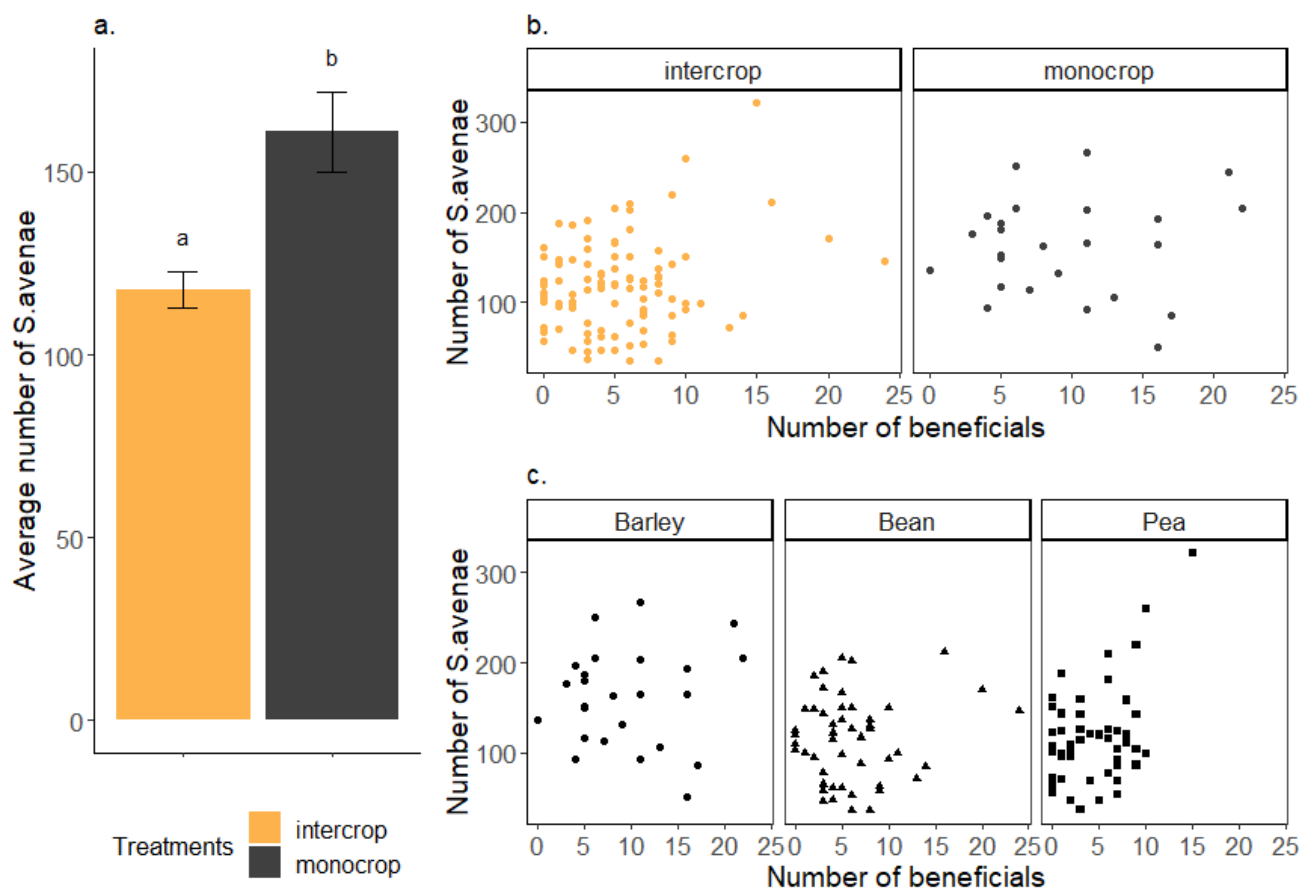 a.
b
a
150
100
50
0
Average number of S.avenae
Treatments
intercrop
monocrop
b.
intercrop
monocrop
300
200
100
Number of S.avenae
0 5 10 15 20 25
0 5 10 15 20 25
Number of beneficials
c.
Barley
Bean
Pea
300
200
100
Number of S.avenae
0 5 10 15 20 25
0 5 10 15 20 25
0 5 10 15 20 25
Number of beneficials